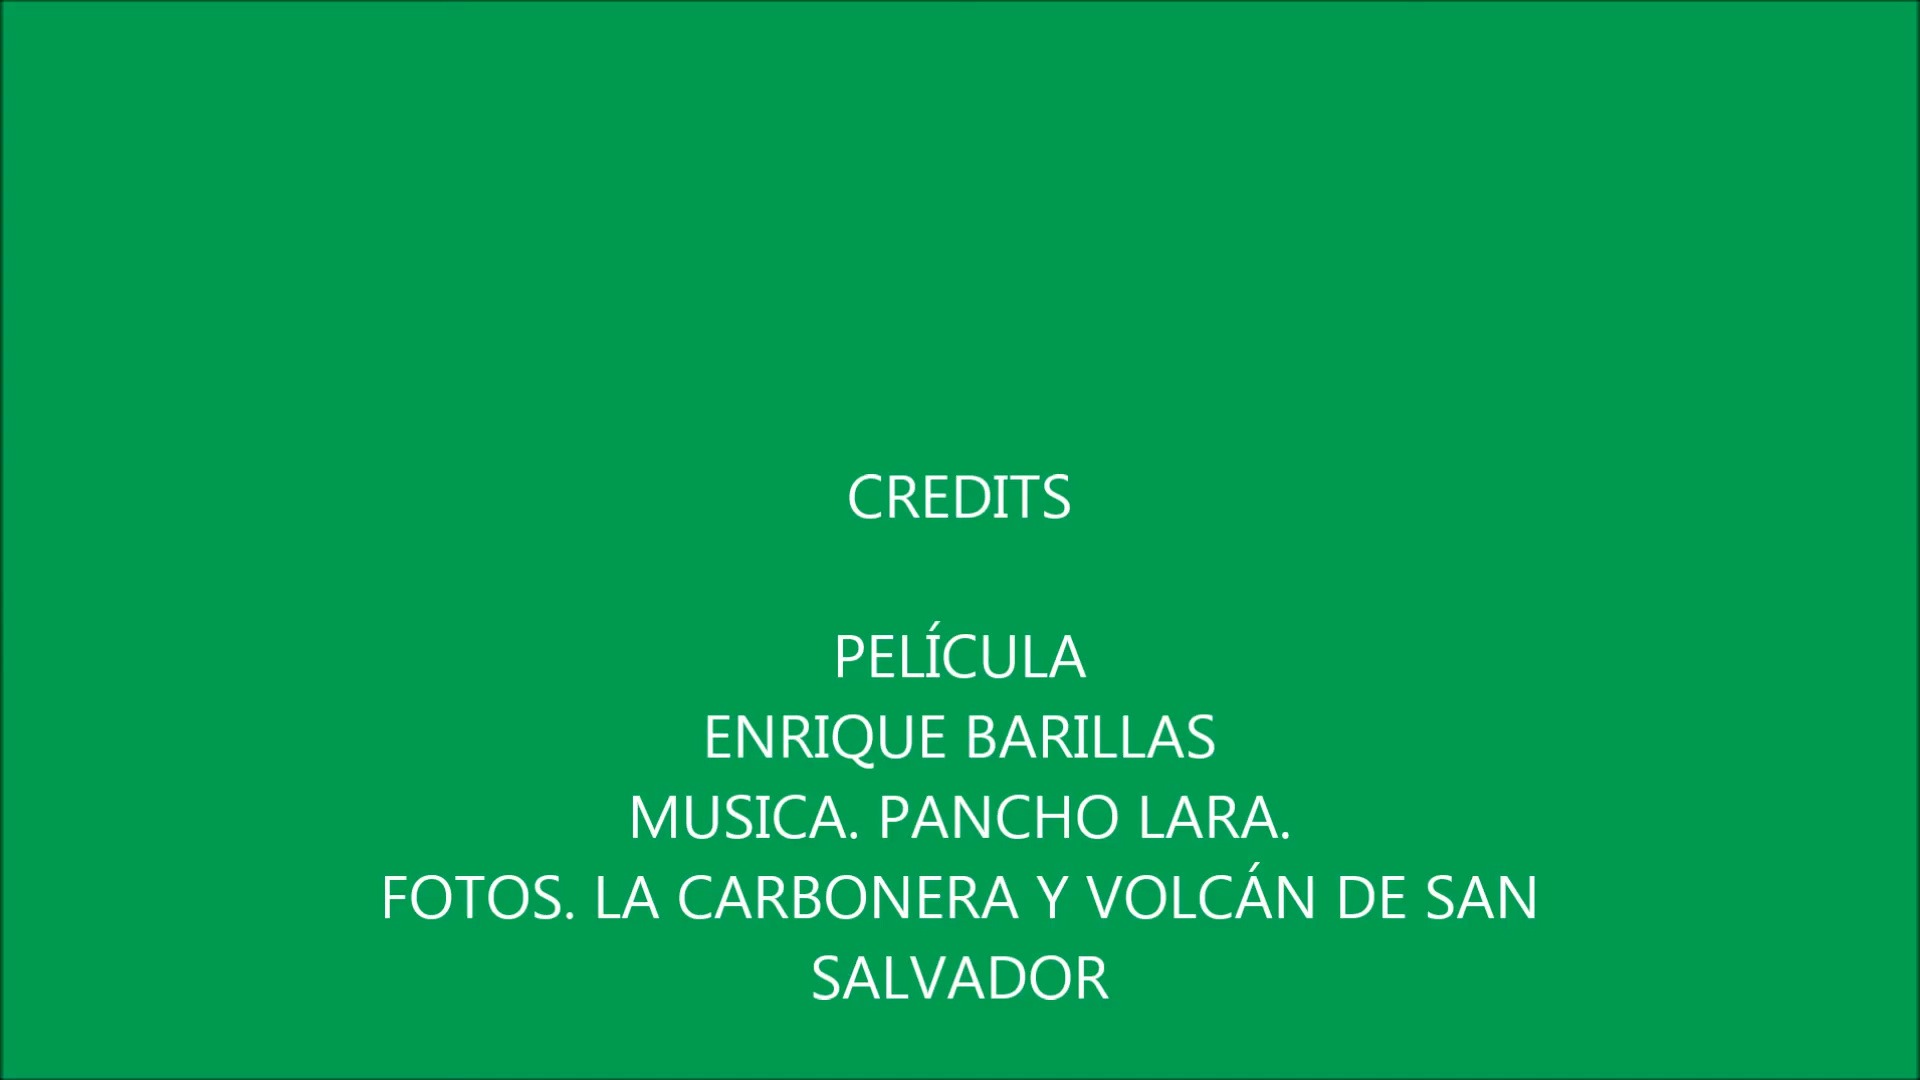 CREDITS
PELÍCULA
ENRIQUE BARILLAS
MUSICA. PANCHO LARA.
FOTOS. LA CARBONERA Y VOLCÁN DE SAN
SALVADOR